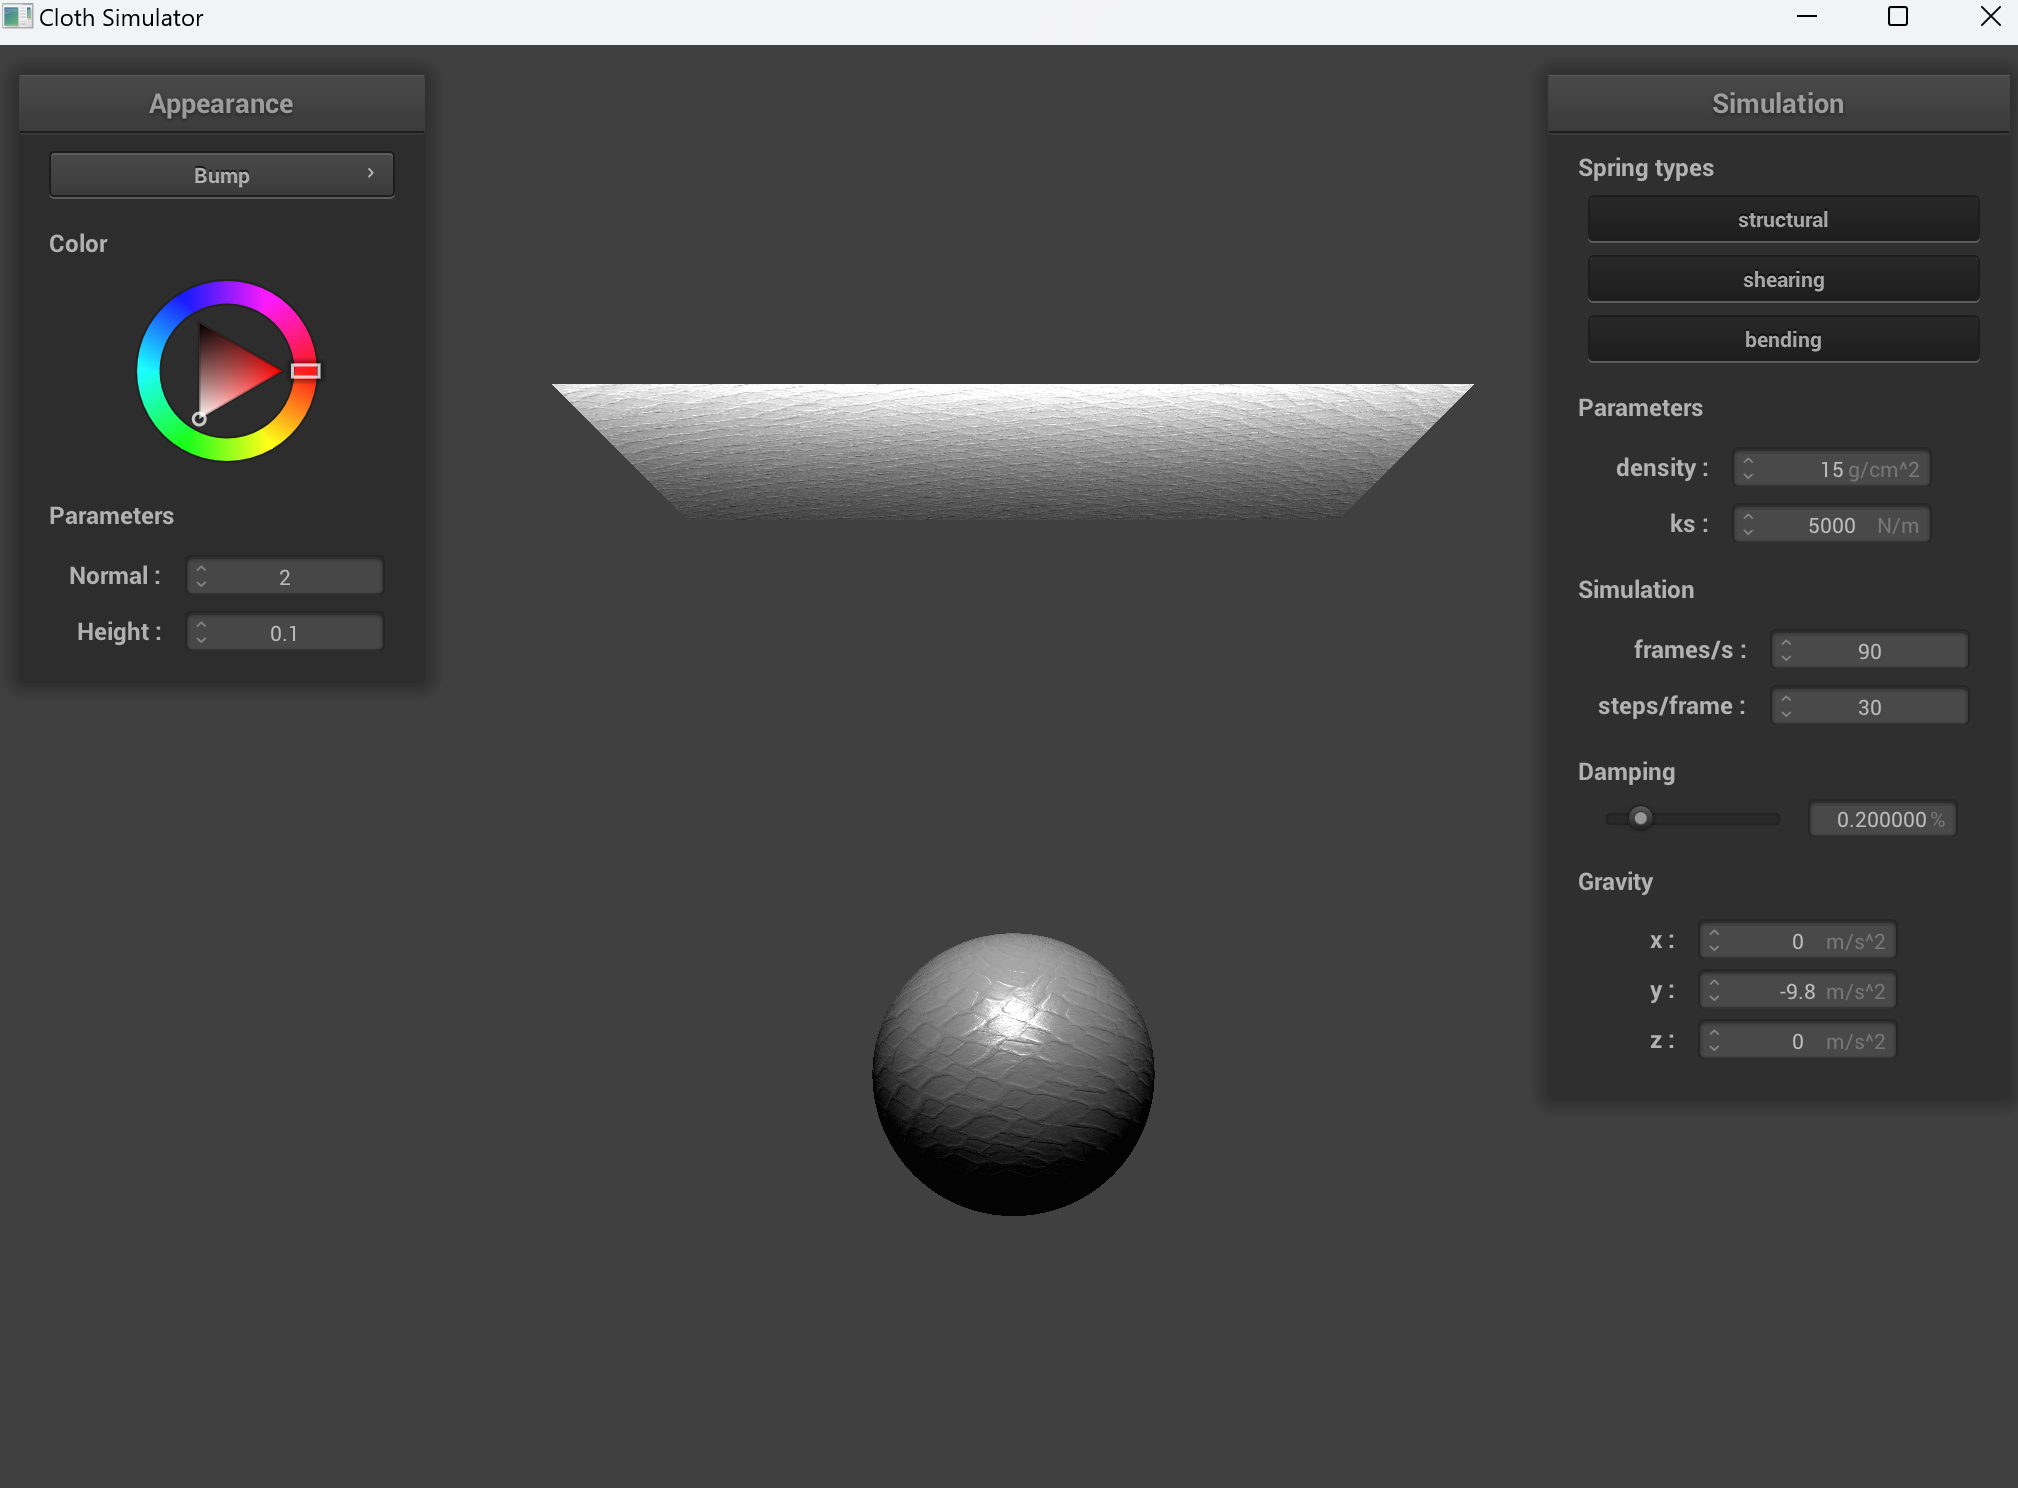 Cloth Simulator
Appearance
Bump
Color
Parameters
Normal : 2
Height : 0.1
Simulation
Spring types
structural
shearing
bending
Parameters
density : 15 g/cm^2
ks : 5000 N/m
Simulation
frames/s : 90
steps/frame : 30
Damping
0.200000 %
Gravity
x : 0 m/s^2
y : -9.8 m/s^2
z : 0 m/s^2